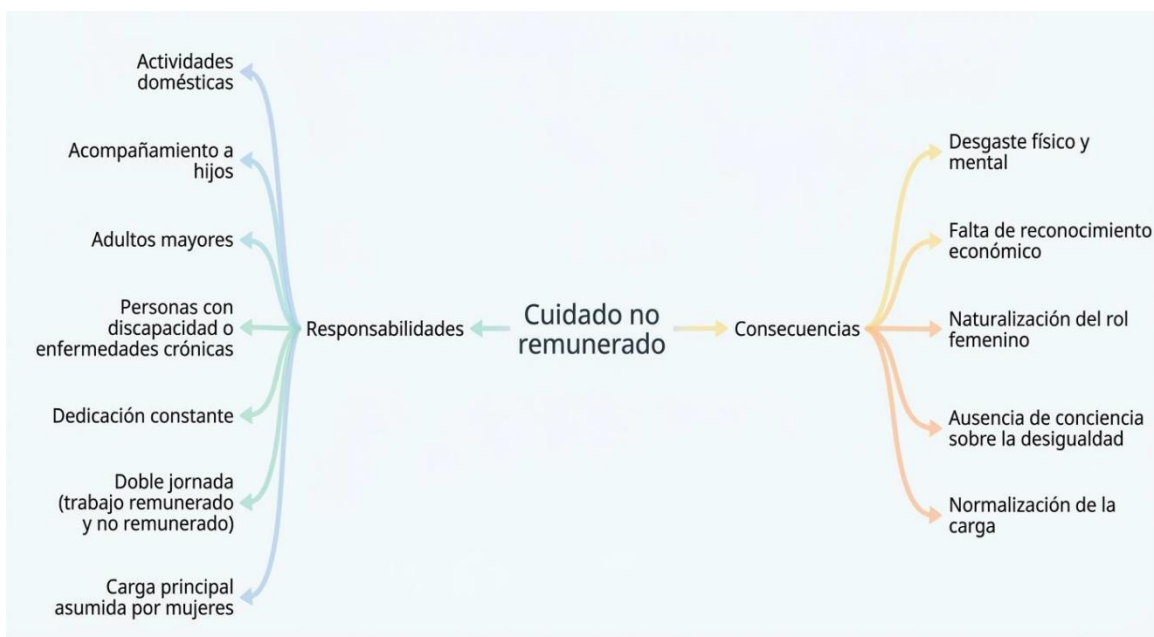 Actividades
domésticas
Acompañamiento a
hijos
Adultos mayores
Personas con
discapacidad o
enfermedades crónicas
Dedicación constante
Doble jornada
(trabajo remunerado
y no remunerado)
Carga principal
asumida por mujeres
Responsabilidades
Cuidado no
remunerado
Consecuencias
Desgaste físico y
mental
Falta de reconocimiento
económico
Naturalización del rol
femenino
Ausencia de conciencia
sobre la desigualdad
Normalización de la
carga